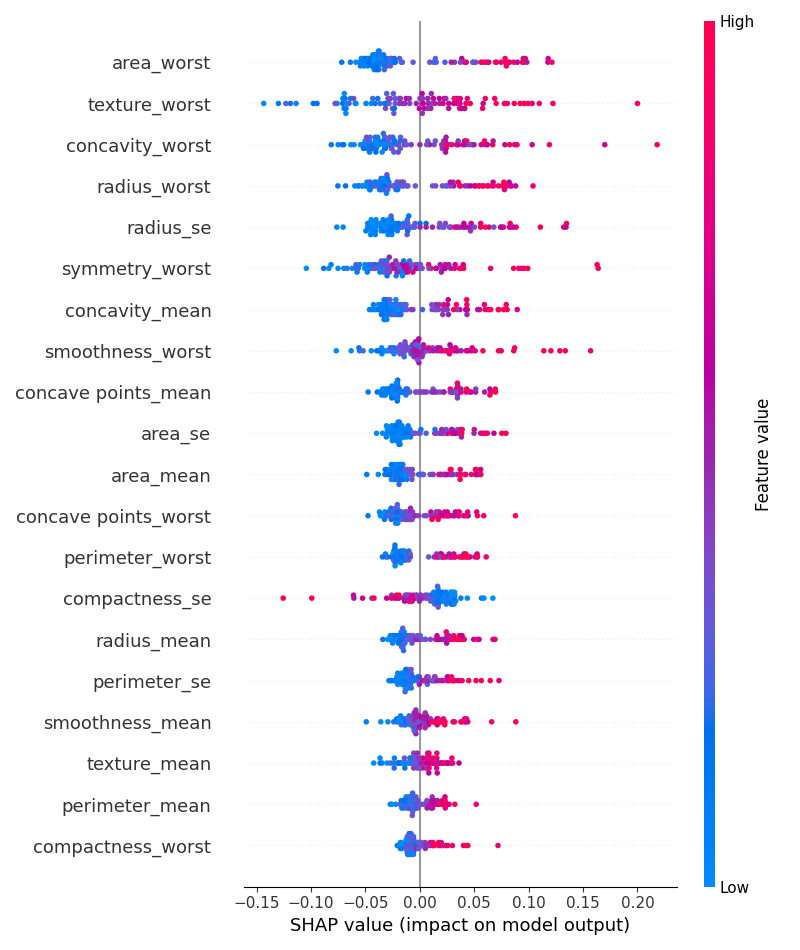 High
area_worst
texture_worst
concavity_worst
radius_worst
radius_se
symmetry_worst
concavity_mean
smoothness_worst
concave points_mean
area_se
area_mean
concave points_worst
perimeter_worst
compactness_se
radius_mean
perimeter_se
smoothness_mean
texture_mean
perimeter_mean
compactness_worst
Feature value
Low
−0.15 −0.10 −0.05 0.00 0.05 0.10 0.15 0.20
SHAP value (impact on model output)